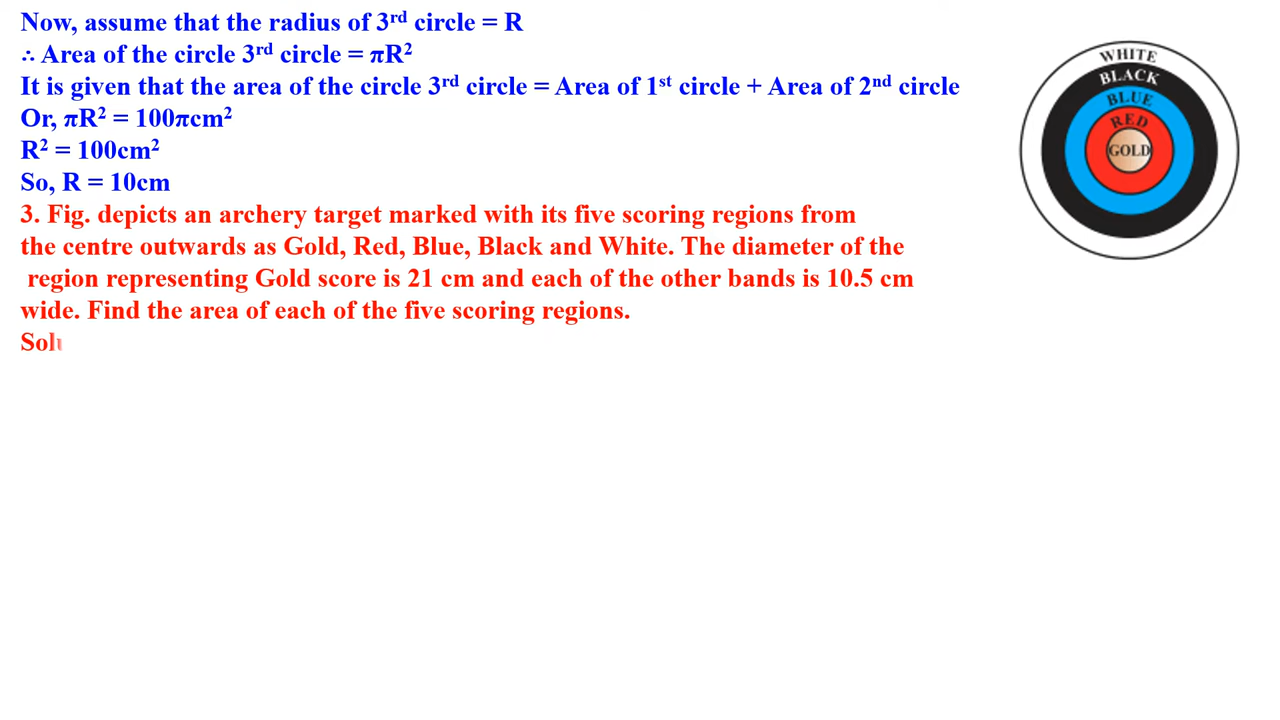 Now, assume that the radius of 3rd circle = R
∴ Area of the circle 3rd circle = πR²
It is given that the area of the circle 3rd circle = Area of 1st circle + Area of 2nd circle
Or, πR² = 100πcm²
R² = 100cm²
So, R = 10cm
3. Fig. depicts an archery target marked with its five scoring regions from
the centre outwards as Gold, Red, Blue, Black and White. The diameter of the
region representing Gold score is 21 cm and each of the other bands is 10.5 cm
wide. Find the area of each of the five scoring regions.
Solu
WHITE
BLACK
BLUE
RED
GOLD